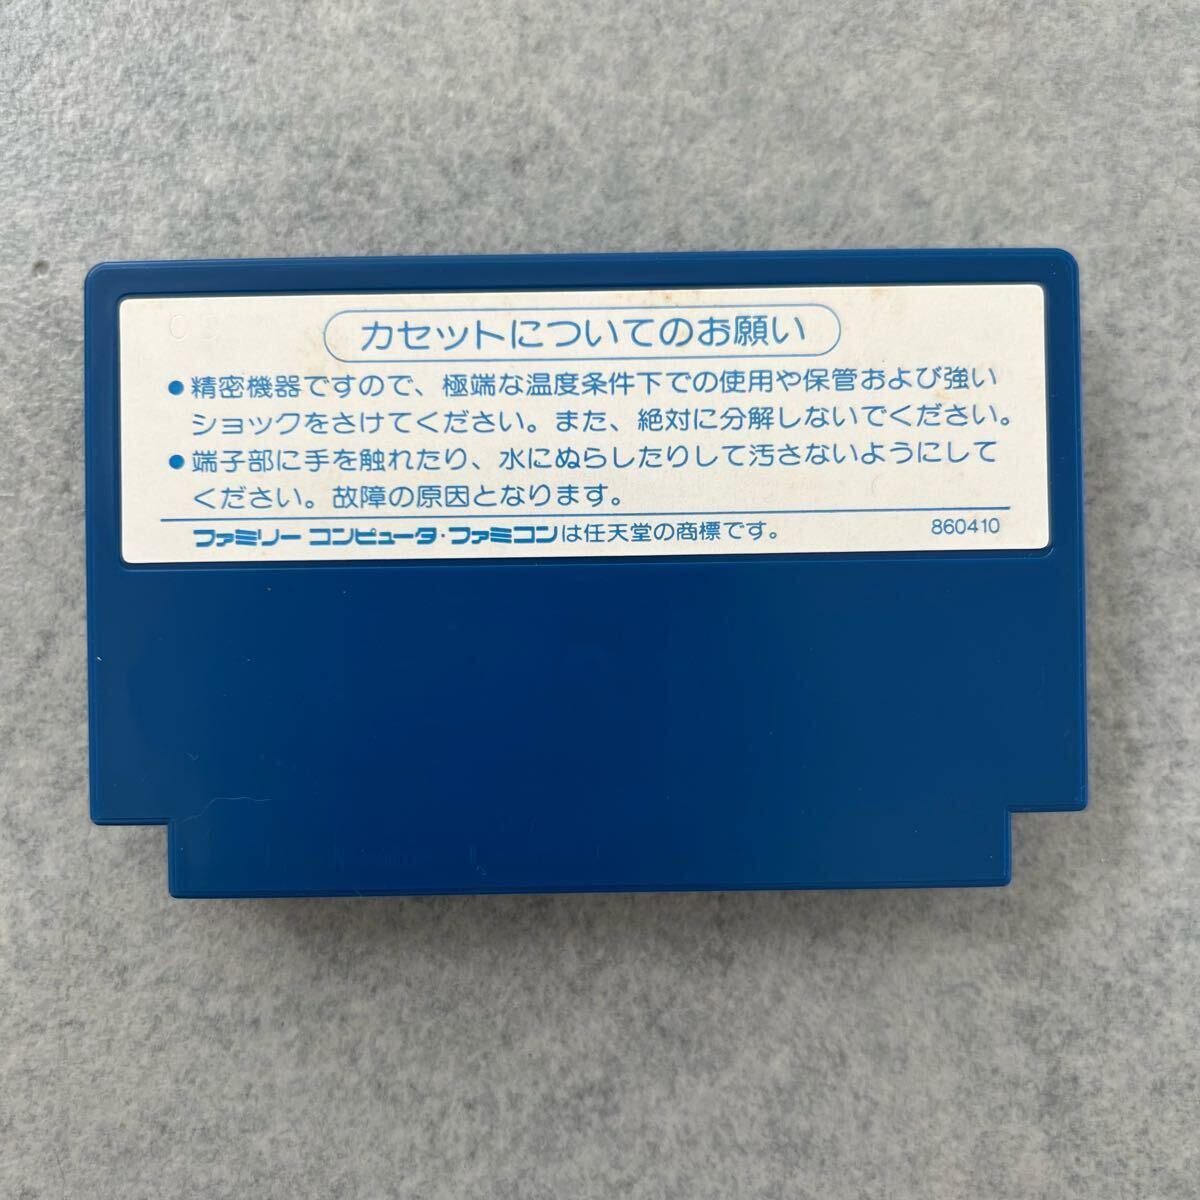 カセットについてのお願い
●精密機器ですので、極端な温度条件下での使用や保管および強い
ショックをさけてください。また、絶対に分解しないでください。
●端子部に手を触れたり、水にぬらしたりして汚さないようにして
ください。故障の原因となります。
ファミリー コンピュータ・ファミコンは任天堂の商標です。 860410